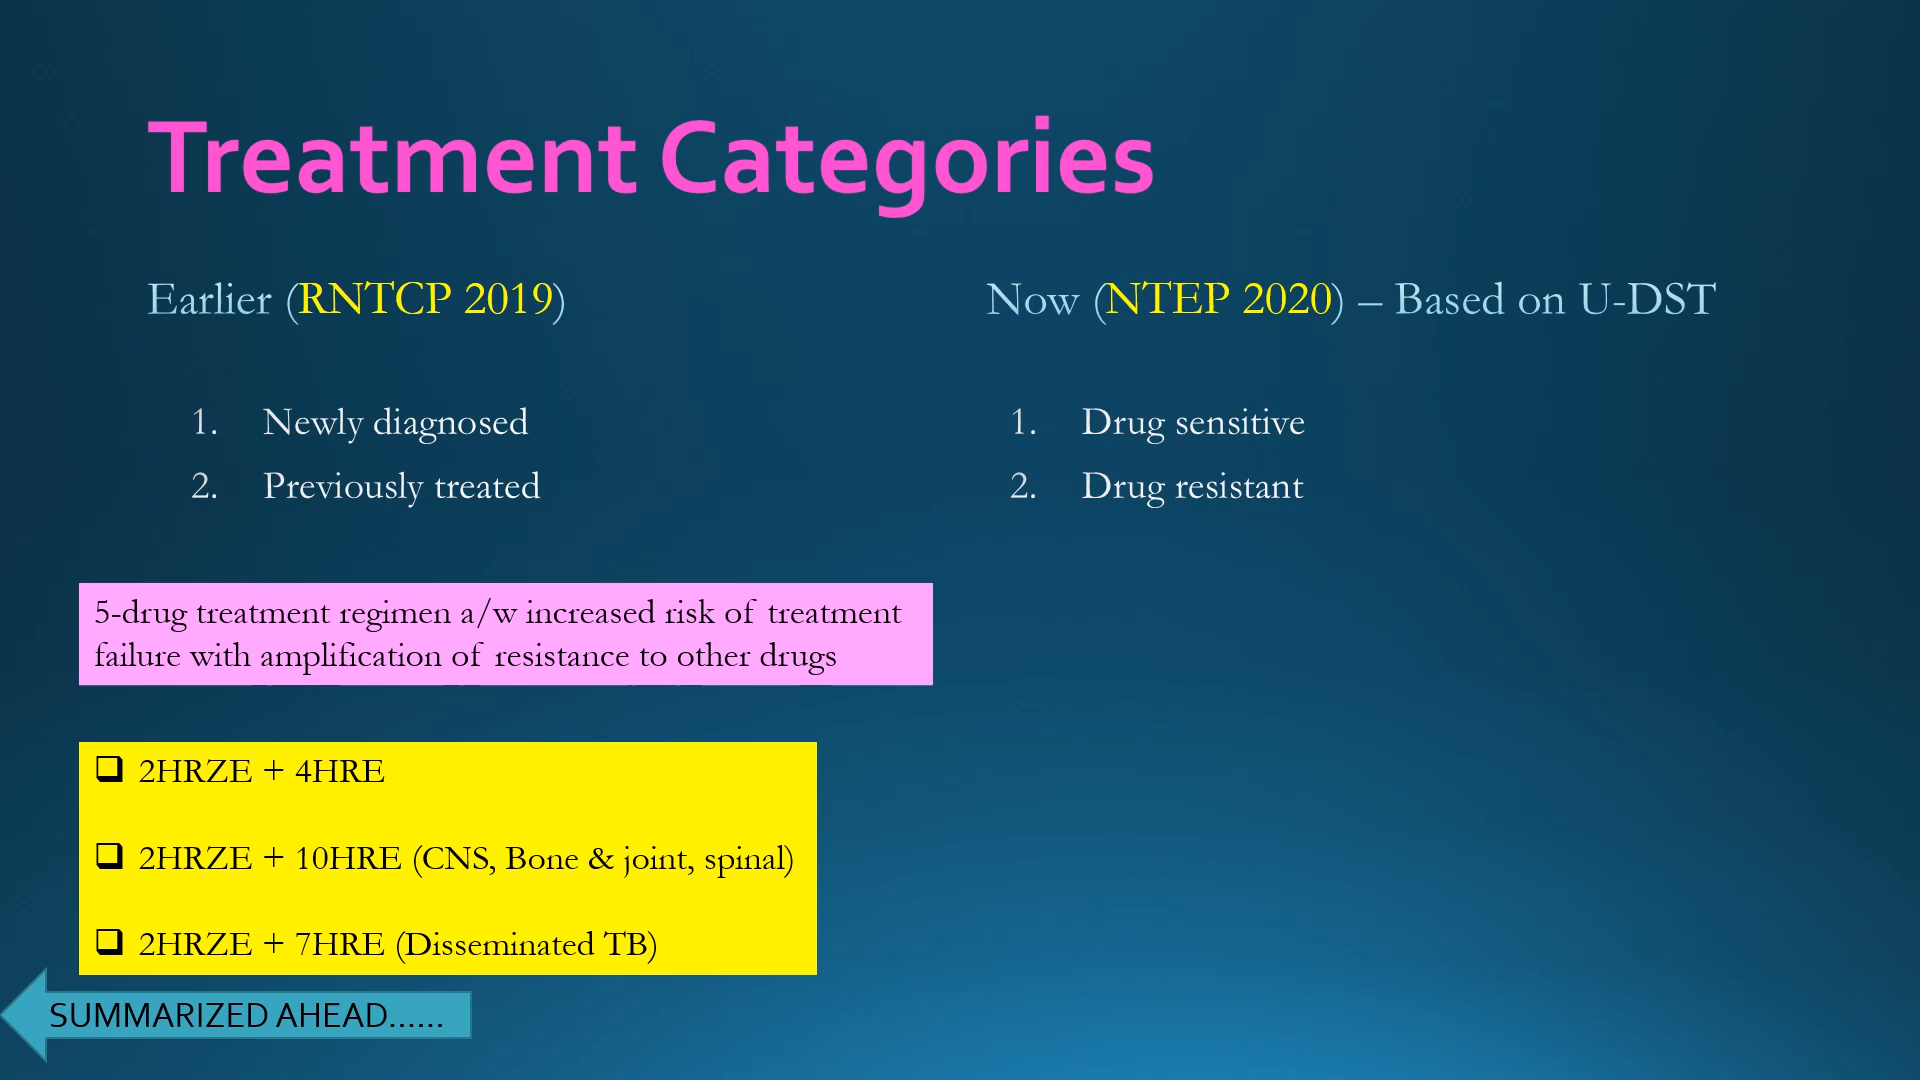 Treatment Categories
Earlier (RNTCP 2019)
1. Newly diagnosed
2. Previously treated
Now (NTEP 2020) – Based on U-DST
1. Drug sensitive
2. Drug resistant
5-drug treatment regimen a/w increased risk of treatment
failure with amplification of resistance to other drugs
2HRZE + 4HRE
2HRZE + 10HRE (CNS, Bone & joint, spinal)
2HRZE + 7HRE (Disseminated TB)
SUMMARIZED AHEAD......